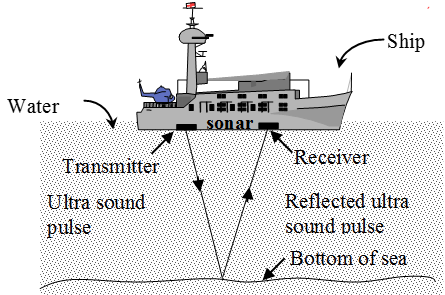 Ship
Water
sonar
Transmitter
Receiver
Ultra sound
pulse
Reflected ultra
sound pulse
Bottom of sea